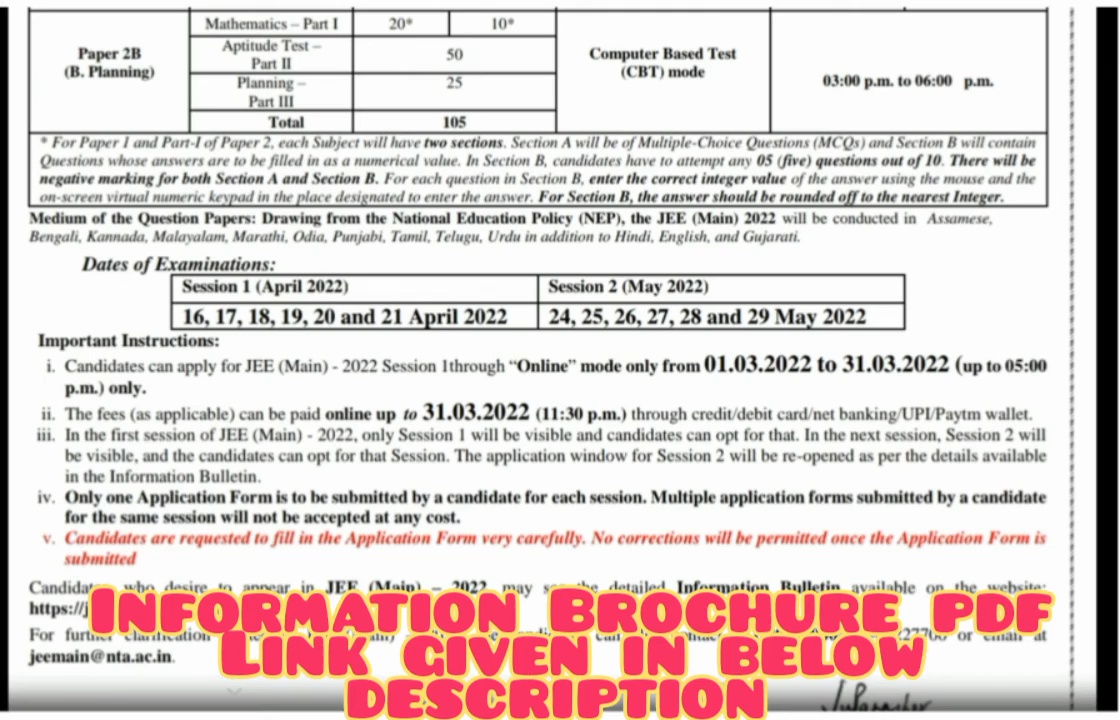 Mathematics – Part I 20* 10*
Paper 2B
(B. Planning)
Aptitude Test –
Part II
50
Planning –
Part III
25
Total 105
Computer Based Test
(CBT) mode
03:00 p.m. to 06:00 p.m.
* For Paper 1 and Part-I of Paper 2, each Subject will have two sections. Section A will be of Multiple-Choice Questions (MCQs) and Section B will contain
Questions whose answers are to be filled in as a numerical value. In Section B, candidates have to attempt any 05 (five) questions out of 10. There will be
negative marking for both Section A and Section B. For each question in Section B, enter the correct integer value of the answer using the mouse and the
on-screen virtual numeric keypad in the place designated to enter the answer. For Section B, the answer should be rounded off to the nearest Integer.
Medium of the Question Papers: Drawing from the National Education Policy (NEP), the JEE (Main) 2022 will be conducted in Assamese,
Bengali, Kannada, Malayalam, Marathi, Odia, Punjabi, Tamil, Telugu, Urdu in addition to Hindi, English, and Gujarati.
Dates of Examinations:
Session 1 (April 2022) Session 2 (May 2022)
16, 17, 18, 19, 20 and 21 April 2022 24, 25, 26, 27, 28 and 29 May 2022
Important Instructions:
i. Candidates can apply for JEE (Main) - 2022 Session 1through “Online” mode only from 01.03.2022 to 31.03.2022 (up to 05:00
p.m.) only.
ii. The fees (as applicable) can be paid online up to 31.03.2022 (11:30 p.m.) through credit/debit card/net banking/UPI/Paytm wallet.
iii. In the first session of JEE (Main) - 2022, only Session 1 will be visible and candidates can opt for that. In the next session, Session 2 will
be visible, and the candidates can opt for that Session. The application window for Session 2 will be re-opened as per the details available
in the Information Bulletin.
iv. Only one Application Form is to be submitted by a candidate for each session. Multiple application forms submitted by a candidate
for the same session will not be accepted at any cost.
v. Candidates are requested to fill in the Application Form very carefully. No corrections will be permitted once the Application Form is
submitted
Candidates who desire to appear in JEE (Main) – 2022 may the detailed Information Bulletin available on the website:
https://j
INFORMATION BROCHURE PDF
For further clarification or email at
LINK GIVEN IN BELOW
jeemain@nta.ac.in.
DESCRIPTION